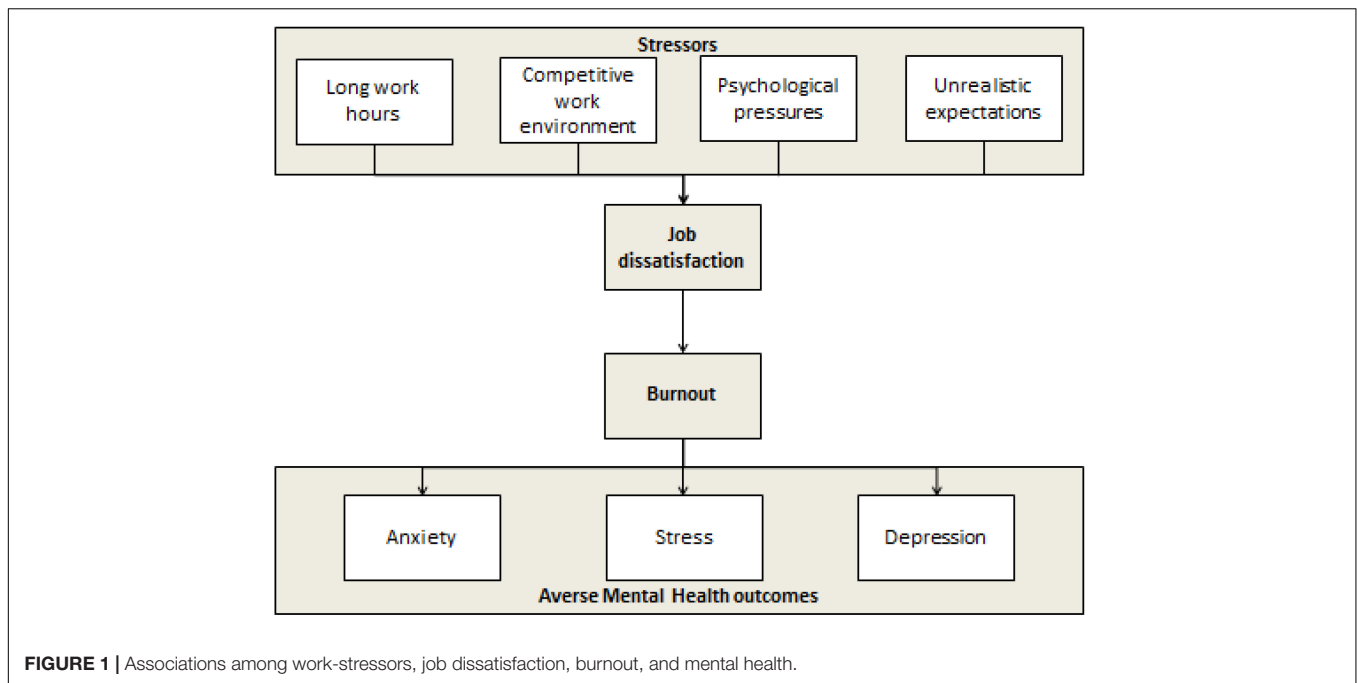 Stressors
Long work
hours
Competitive
work
environment
Psychological
pressures
Unrealistic
expectations
Job
dissatisfaction
Burnout
Anxiety
Stress
Depression
Averse Mental Health outcomes
FIGURE 1 | Associations among work-stressors, job dissatisfaction, burnout, and mental health.